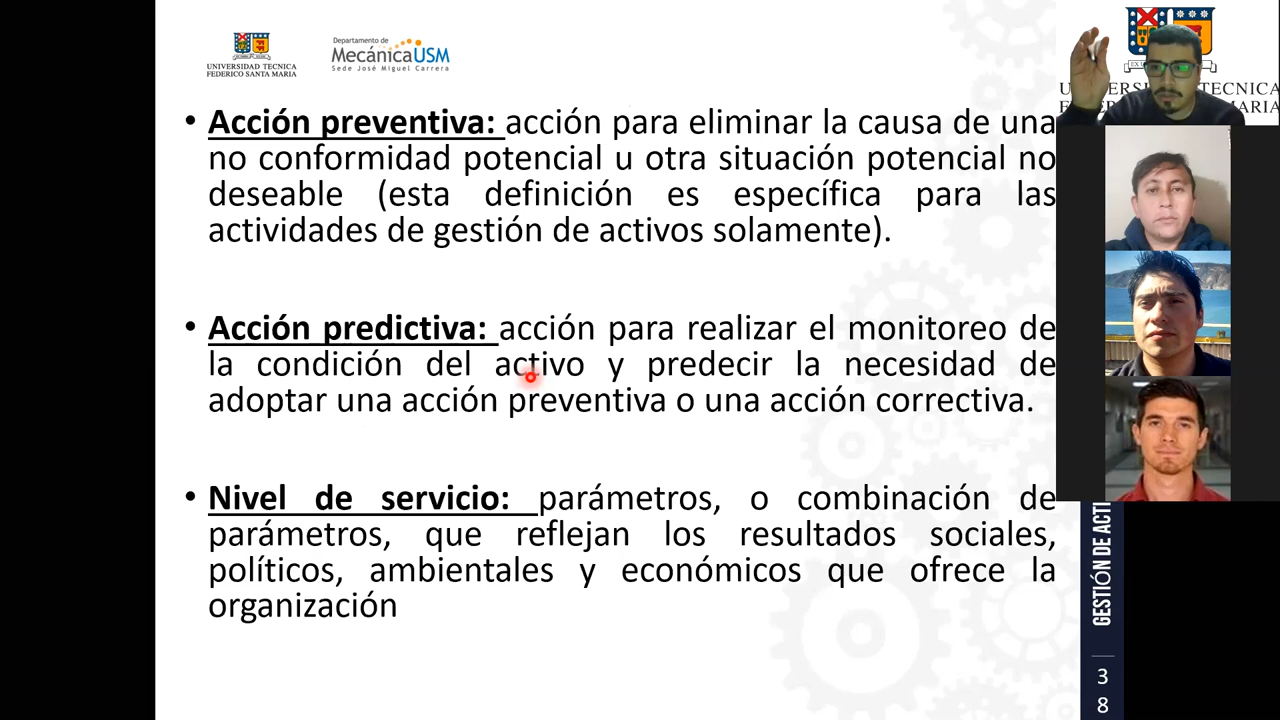 UNIVERSIDAD TECNICA
FEDERICO SANTA MARIA
Departamento de
MecánicaUSM
Sede José Miguel Carrera
• Acción preventiva: acción para eliminar la causa de una
no conformidad potencial u otra situación potencial no
deseable (esta definición es específica para las
actividades de gestión de activos solamente).
• Acción predictiva: acción para realizar el monitoreo de
la condición del activo y predecir la necesidad de
adoptar una acción preventiva o una acción correctiva.
• Nivel de servicio: parámetros, o combinación de
parámetros, que reflejan los resultados sociales,
políticos, ambientales y económicos que ofrece la
organización
TECNICA
MARIA
GESTIÓN DE ACTI
3
8